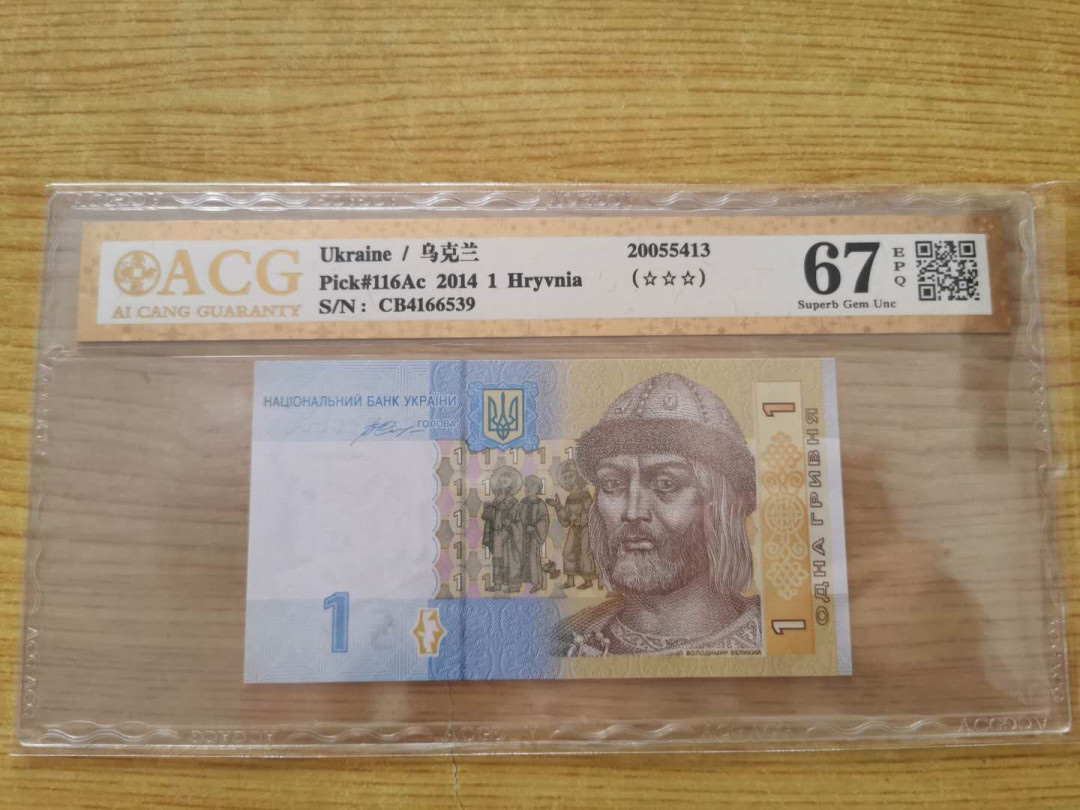 ACG
AI CANG GUARANTY
Ukraine / 乌克兰
Pick#116Ac 2014 1 Hryvnia
S/N: CB4166539
20055413
(☆☆☆)
67
EPQ
Superb Gem Unc
НАЦІОНАЛЬНИЙ БАНК УКРАЇНИ
ГОЛОВА
1
1
ОДНА ГРИВНЯ
1
ВОЛОДИМИР ВЕЛИКИЙ